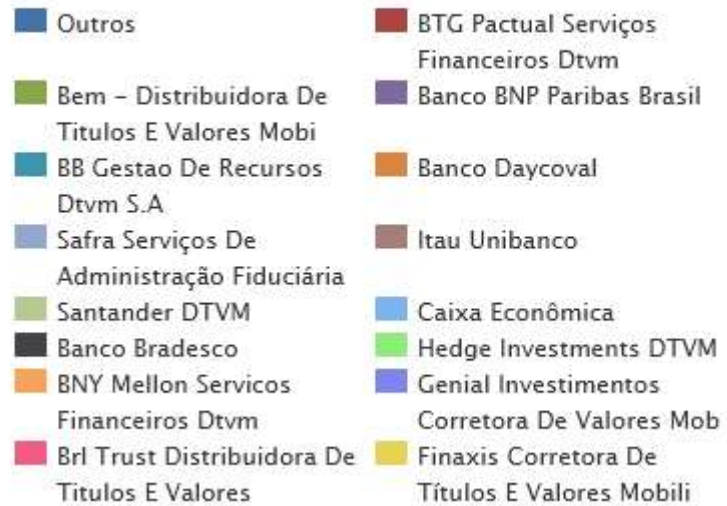 Outros
BTG Pactual Serviços
Financeiros Dtvm
Bem - Distribuidora De
Titulos E Valores Mobi
Banco BNP Paribas Brasil
BB Gestao De Recursos
Dtvm S.A
Banco Daycoval
Safra Serviços De
Administração Fiduciária
Itau Unibanco
Santander DTVM
Caixa Econômica
Banco Bradesco
Hedge Investments DTVM
BNY Mellon Servicos
Financeiros Dtvm
Genial Investimentos
Corretora De Valores Mob
Brl Trust Distribuidora De
Titulos E Valores
Finaxis Corretora De
Títulos E Valores Mobili